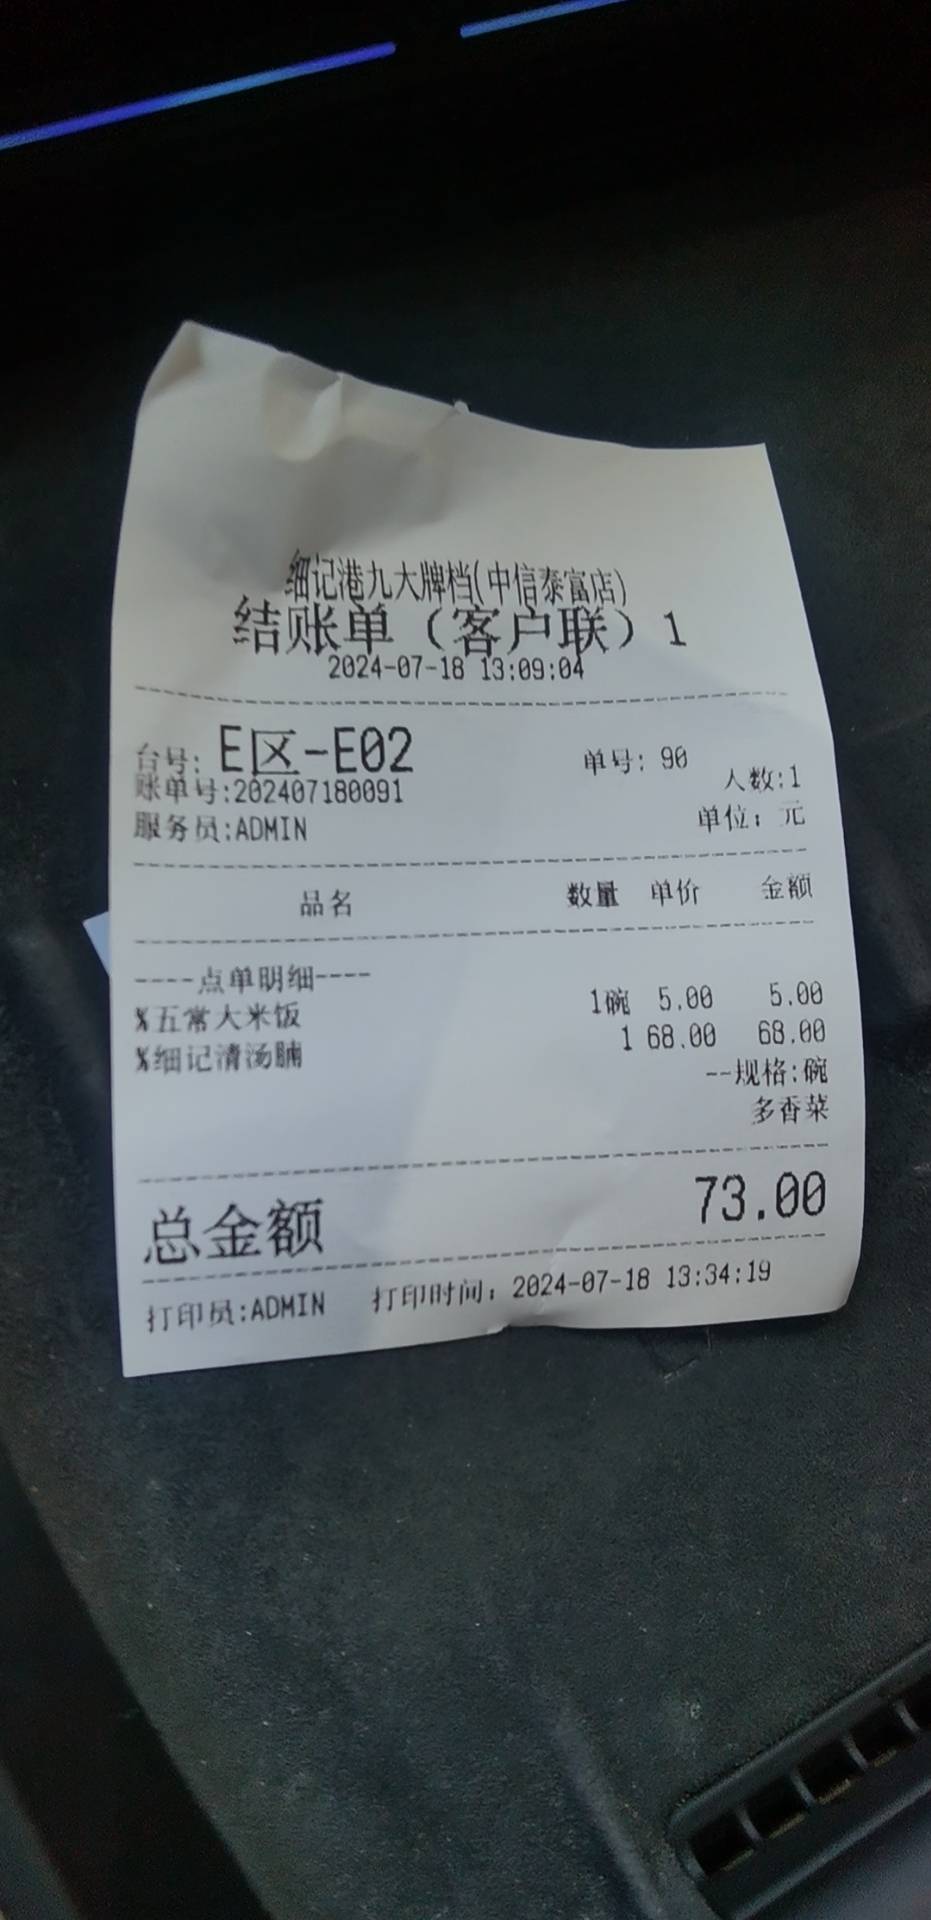 细记港九大牌档(中信泰富店)
结账单（客户联）1
2024-07-18 13:09:04
台号: E区-E02 单号: 90
账单号:202407180091 人数:1
服务员:ADMIN 单位: 元
品名 数量 单价 金额
----点单明细----
%五常大米饭 1碗 5.00 5.00
%细记清汤腩 1 68.00 68.00
--规格:碗
多香菜
总金额 73.00
打印员:ADMIN 打印时间: 2024-07-18 13:34:19